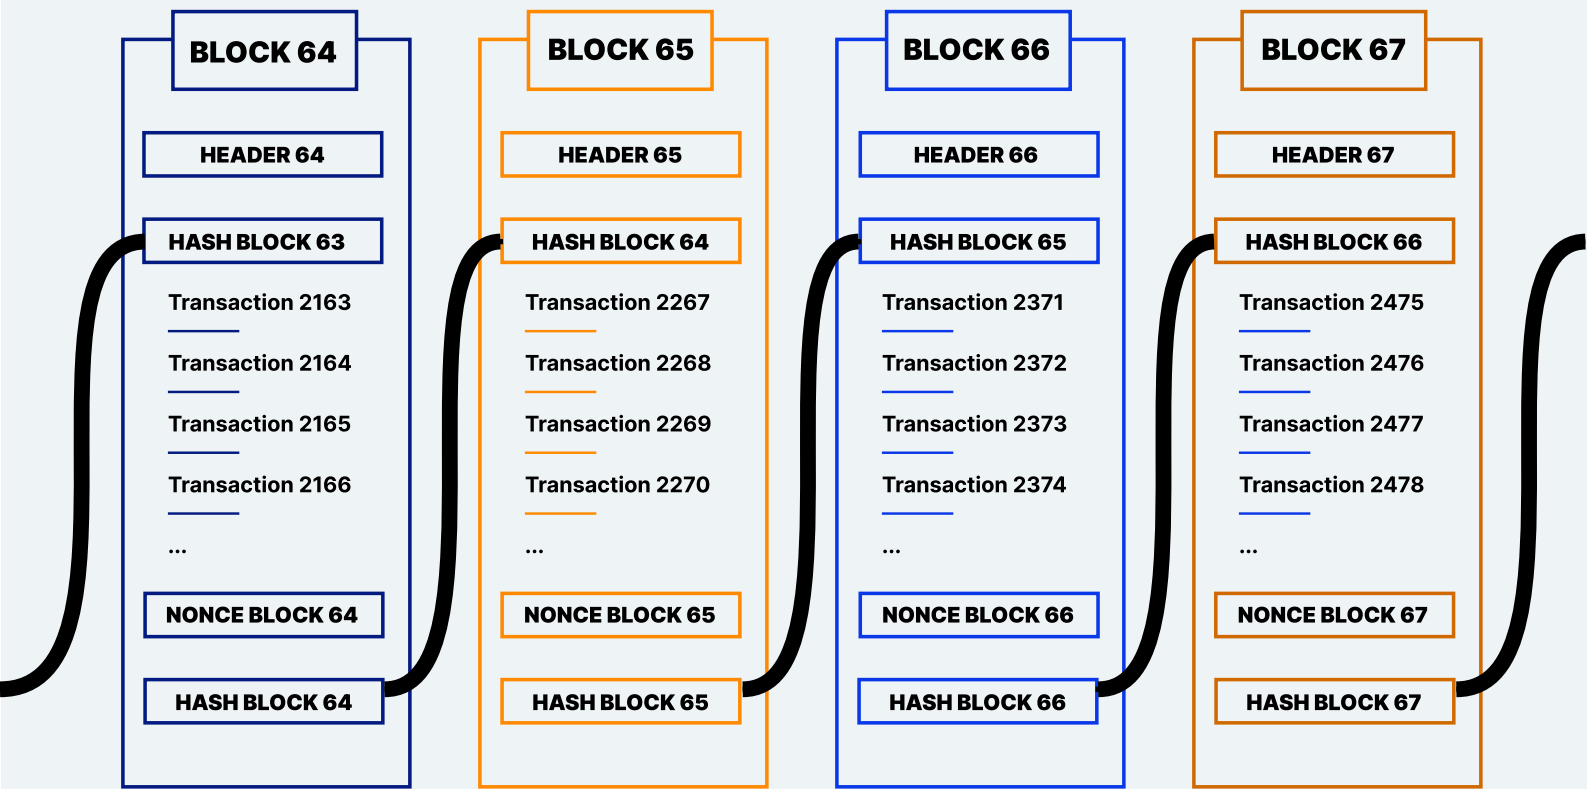 BLOCK 64
HEADER 64
HASH BLOCK 63
Transaction 2163
Transaction 2164
Transaction 2165
Transaction 2166
...
NONCE BLOCK 64
HASH BLOCK 64
BLOCK 65
HEADER 65
HASH BLOCK 64
Transaction 2267
Transaction 2268
Transaction 2269
Transaction 2270
...
NONCE BLOCK 65
HASH BLOCK 65
BLOCK 66
HEADER 66
HASH BLOCK 65
Transaction 2371
Transaction 2372
Transaction 2373
Transaction 2374
...
NONCE BLOCK 66
HASH BLOCK 66
BLOCK 67
HEADER 67
HASH BLOCK 66
Transaction 2475
Transaction 2476
Transaction 2477
Transaction 2478
...
NONCE BLOCK 67
HASH BLOCK 67